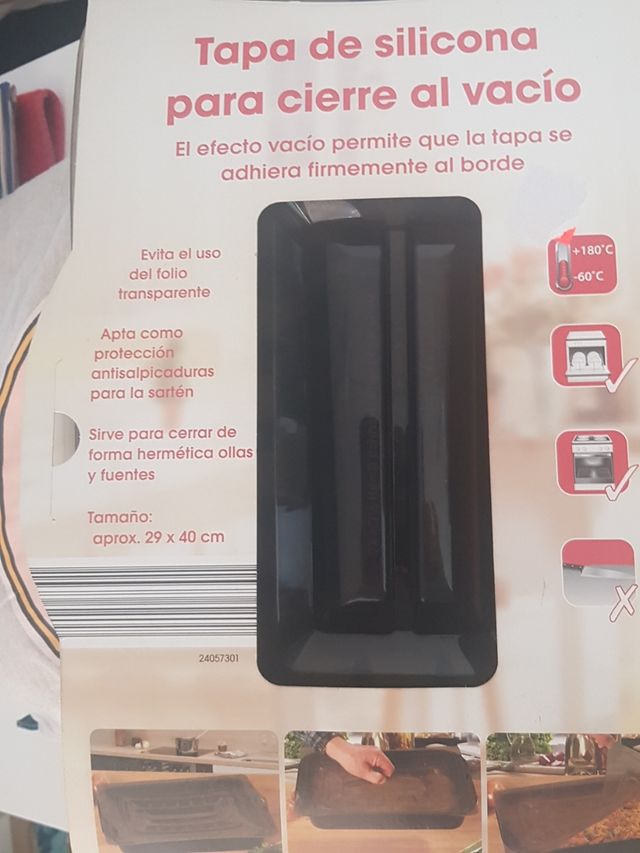 Tapa de silicona
para cierre al vacío
El efecto vacío permite que la tapa se
adhiera firmemente al borde
Evita el uso
del folio
transparente
Apta como
protección
antisalpicaduras
para la sartén
Sirve para cerrar de
forma hermética ollas
y fuentes
Tamaño:
aprox. 29 x 40 cm
24057301
+180°C
-60°C